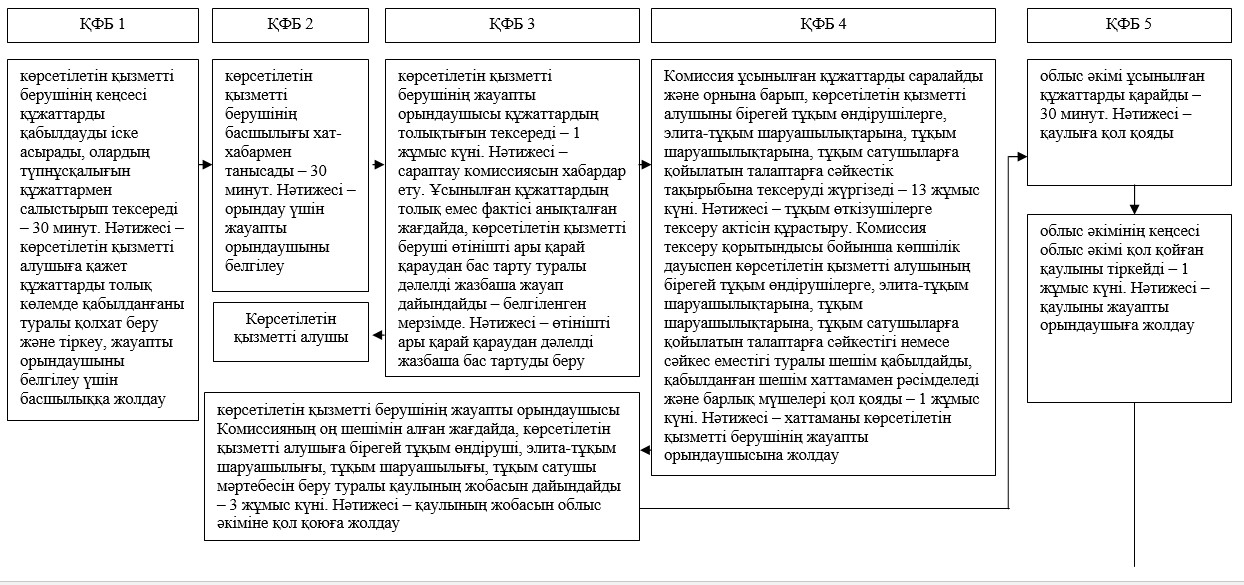 ҚФБ 1
ҚФБ 2
ҚФБ 3
ҚФБ 4
ҚФБ 5
көрсетілетін қызметті
берушінің кеңсесі
құжаттарды
қабылдауды іске
асырады, олардың
түпнұсқалығын
құжаттармен
салыстырып тексереді
– 30 минут. Нәтижесі –
көрсетілетін қызметті
алушыға қажет
құжаттарды толық
көлемде қабылданғаны
туралы қолхат беру
және тіркеу, жауапты
орындаушыны
белгілеу үшін
басшылыққа жолдау
көрсетілетін
қызметті
берушінің
басшылығы хат-
хабармен
танысады – 30
минут. Нәтижесі –
орындау үшін
жауапты
орындаушыны
белгілеу
Көрсетілетін
қызметті алушы
көрсетілетін қызметті
берушінің жауапты
орындаушысы құжаттардың
толықтығын тексереді – 1
жұмыс күні. Нәтижесі –
сараптау комиссиясын хабардар
ету. Ұсынылған құжаттардың
толық емес фактісі анықталған
жағдайда, көрсетілетін қызметті
беруші өтінішті ары қарай
қараудан бас тарту туралы
дәлелді жазбаша жауап
дайындайды – белгіленген
мерзімде. Нәтижесі – өтінішті
ары қарай қараудан дәлелді
жазбаша бас тартуды беру
Комиссия ұсынылған құжаттарды саралайды
және орнына барып, көрсетілетін қызметті
алушыны бірегей тұқым өндірушілерге,
элита-тұқым шаруашылықтарына, тұқым
шаруашылықтарына, тұқым сатушыларға
қойылатын талаптарға сәйкестік
тақырыбына тексеруді жүргізеді – 13 жұмыс
күні. Нәтижесі – тұқым өткізушілерге
тексеру актісін құрастыру. Комиссия
тексеру қорытындысы бойынша көпшілік
дауыспен көрсетілетін қызметті алушының
бірегей тұқым өндірушілерге, элита-тұқым
шаруашылықтарына, тұқым
шаруашылықтарына, тұқым сатушыларға
қойылатын талаптарға сәйкестігі немесе
сәйкес еместігі туралы шешім қабылдайды,
қабылданған шешім хаттамамен рәсімделеді
және барлық мүшелері қол қояды – 1 жұмыс
күні. Нәтижесі – хаттаманы көрсетілетін
қызметті берушінің жауапты
орындаушысына жолдау
көрсетілетін қызметті берушінің жауапты орындаушысы
Комиссияның оң шешімін алған жағдайда, көрсетілетін
қызметті алушыға бірегей тұқым өндіруші, элита-тұқым
шаруашылығы, тұқым шаруашылығы, тұқым сатушы
мәртебесін беру туралы қаулының жобасын дайындайды
– 3 жұмыс күні. Нәтижесі – қаулының жобасын облыс
әкіміне қол қоюға жолдау
облыс әкімі ұсынылған
құжаттарды қарайды –
30 минут. Нәтижесі –
қаулыға қол қояды
облыс әкімінің кеңсесі
облыс әкімі қол қойған
қаулыны тіркейді – 1
жұмыс күні. Нәтижесі –
қаулыны жауапты
орындаушыға жолдау